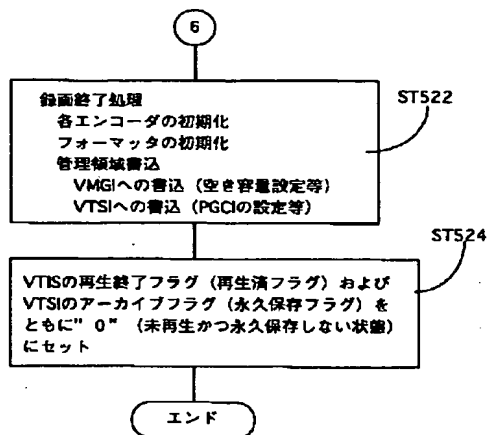 6
録画終了処理
各エンコーダの初期化
フォーマッタの初期化
管理領域書込
VMGIへの書込（空き容量設定等）
VTSIへの書込（PGCIの設定等）
ST522
ST524
VTISの再生終了フラグ（再生済フラグ）および
VTSIのアーカイブフラグ（永久保存フラグ）を
ともに"０"（未再生かつ永久保存しない状態）
にセット
エンド